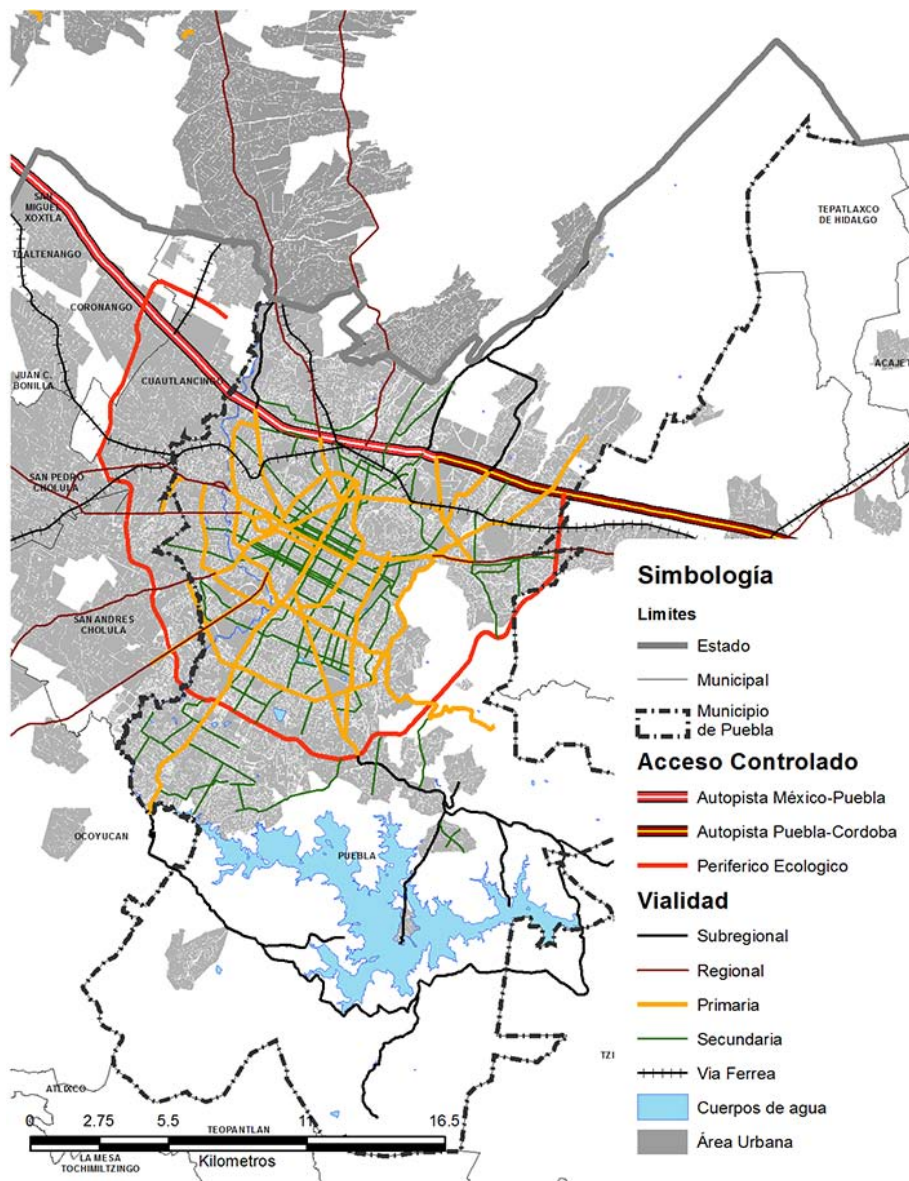 SAN
MIGUEL
XOXTLA
TLALTENANGO
CORONANGO
JUAN C.
BONILLA
CUAUTLANCINGO
TEPATLAXCO
DE HIDALGO
ACAJET
SAN PEDRO
CHOLULA
SAN ANDRES
CHOLULA
OCOYUCAN
PUEBLA
ATLIXCO
TEOPANTLAN
LA MESA
TOCHIMILTZINGO
TZI
0 2.75 5.5 11 16.5
Kilometros
Simbología
Limites
Estado
Municipal
Municipio
de Puebla
Acceso Controlado
Autopista México-Puebla
Autopista Puebla-Cordoba
Periferico Ecologico
Vialidad
Subregional
Regional
Primaria
Secundaria
Via Ferrea
Cuerpos de agua
Área Urbana